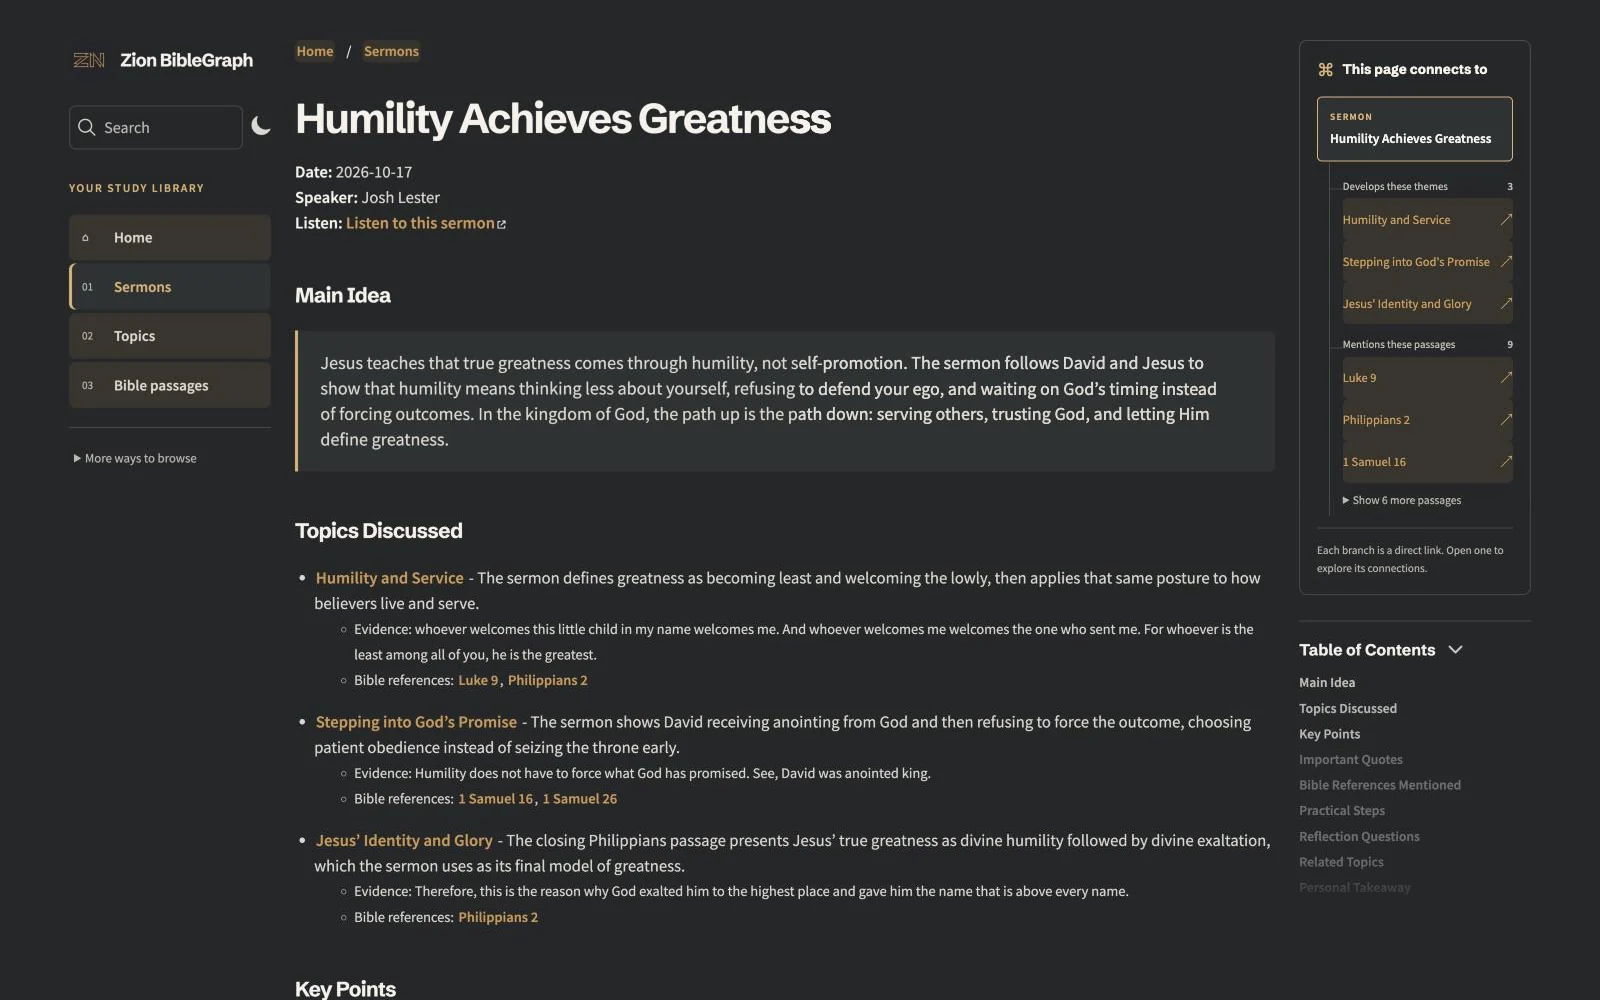 ZN Zion BibleGraph
Search
YOUR STUDY LIBRARY
Home
01 Sermons
02 Topics
03 Bible passages
More ways to browse
Home / Sermons
Humility Achieves Greatness
Date: 2026-10-17
Speaker: Josh Lester
Listen: Listen to this sermon
Main Idea
Jesus teaches that true greatness comes through humility, not self-promotion. The sermon follows David and Jesus to
show that humility means thinking less about yourself, refusing to defend your ego, and waiting on God’s timing instead
of forcing outcomes. In the kingdom of God, the path up is the path down: serving others, trusting God, and letting Him
define greatness.
Topics Discussed
• Humility and Service - The sermon defines greatness as becoming least and welcoming the lowly, then applies that same posture to how
believers live and serve.
◦ Evidence: whoever welcomes this little child in my name welcomes me. And whoever welcomes me welcomes the one who sent me. For whoever is the
least among all of you, he is the greatest.
◦ Bible references: Luke 9, Philippians 2
• Stepping into God’s Promise - The sermon shows David receiving anointing from God and then refusing to force the outcome, choosing
patient obedience instead of seizing the throne early.
◦ Evidence: Humility does not have to force what God has promised. See, David was anointed king.
◦ Bible references: 1 Samuel 16, 1 Samuel 26
• Jesus’ Identity and Glory - The closing Philippians passage presents Jesus’ true greatness as divine humility followed by divine exaltation,
which the sermon uses as its final model of greatness.
◦ Evidence: Therefore, this is the reason why God exalted him to the highest place and gave him the name that is above every name.
◦ Bible references: Philippians 2
Key Points
⌘ This page connects to
SERMON
Humility Achieves Greatness
Develops these themes 3
Humility and Service
Stepping into God's Promise
Jesus' Identity and Glory
Mentions these passages 9
Luke 9
Philippians 2
1 Samuel 16
Show 6 more passages
Each branch is a direct link. Open one to
explore its connections.
Table of Contents
Main Idea
Topics Discussed
Key Points
Important Quotes
Bible References Mentioned
Practical Steps
Reflection Questions
Related Topics
Personal Takeaway